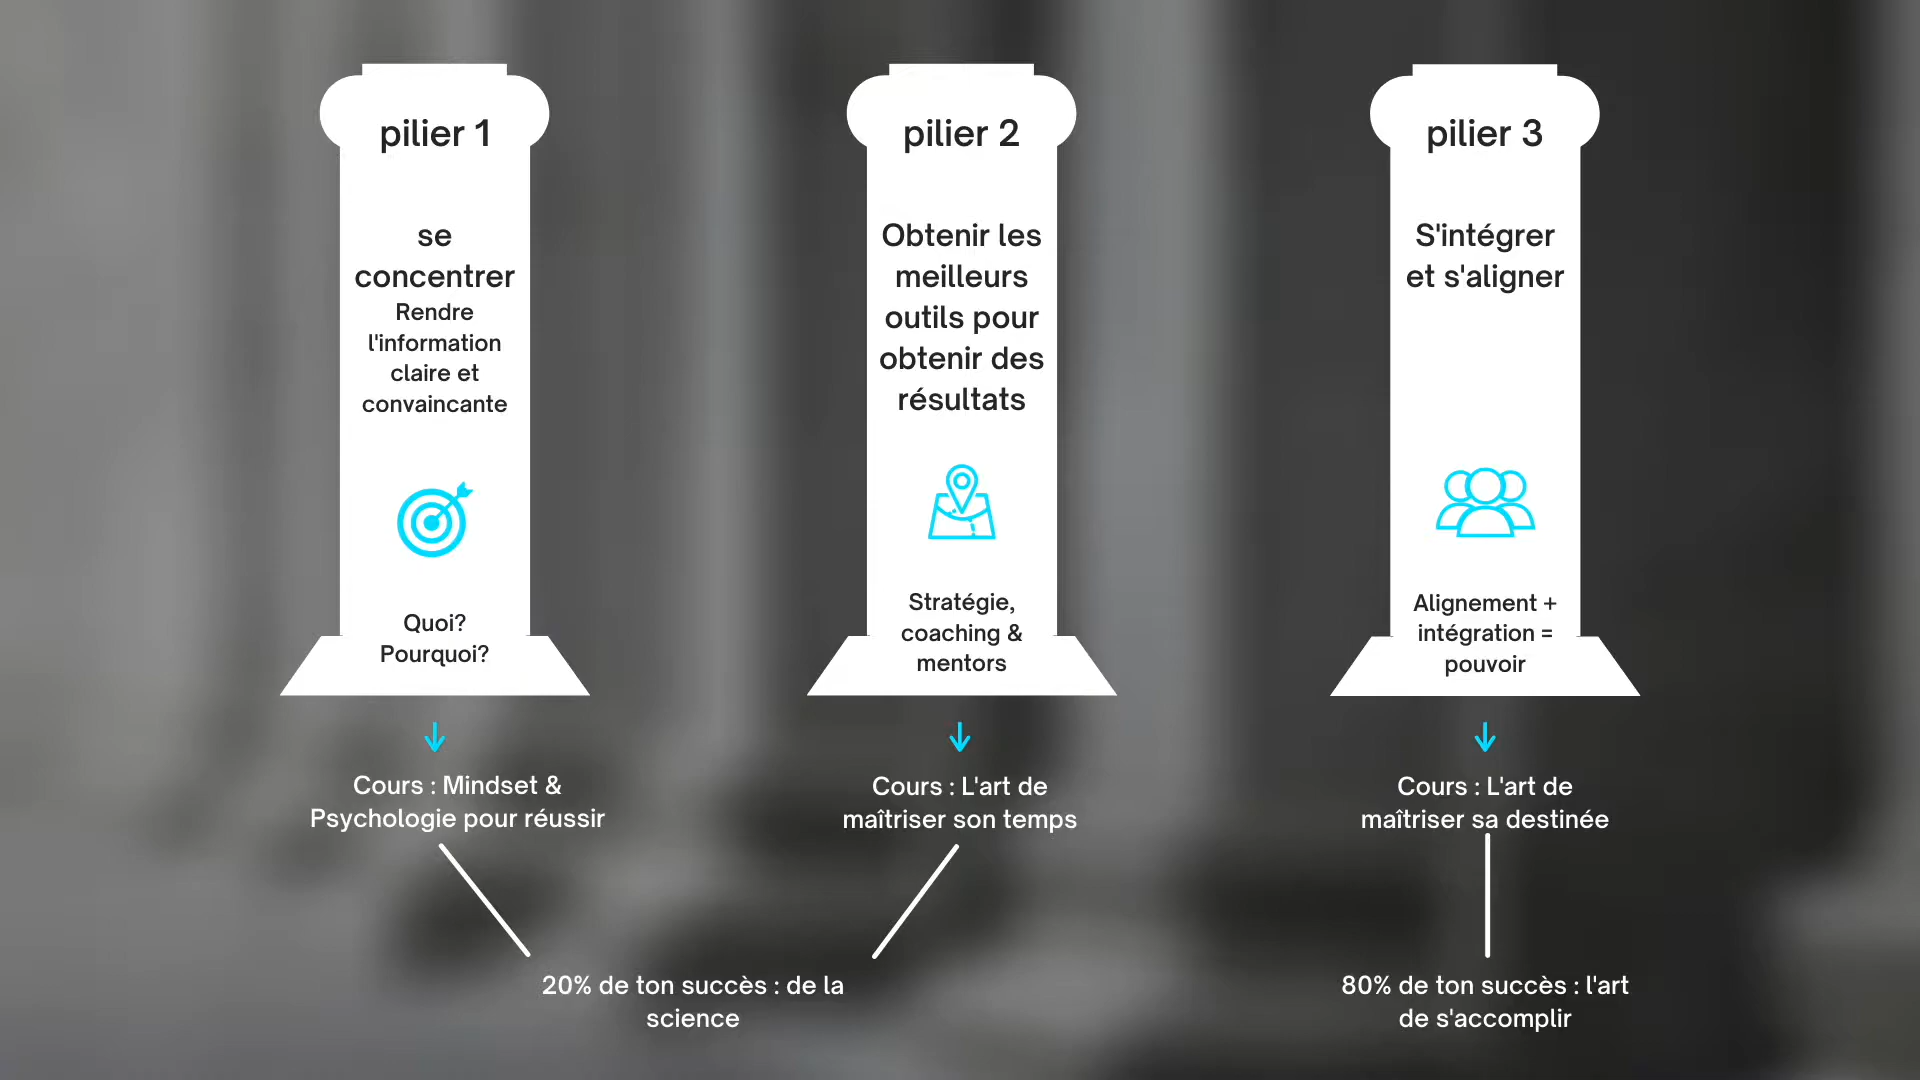 pilier 1
se
concentrer
Rendre
l'information
claire et
convaincante
Quoi?
Pourquoi?
Cours : Mindset &
Psychologie pour réussir
pilier 2
Obtenir les
meilleurs
outils pour
obtenir des
résultats
Stratégie,
coaching &
mentors
Cours : L'art de
maîtriser son temps
20% de ton succès : de la
science
pilier 3
S'intégrer
et s'aligner
Alignement +
intégration =
pouvoir
Cours : L'art de
maîtriser sa destinée
80% de ton succès : l'art
de s'accomplir